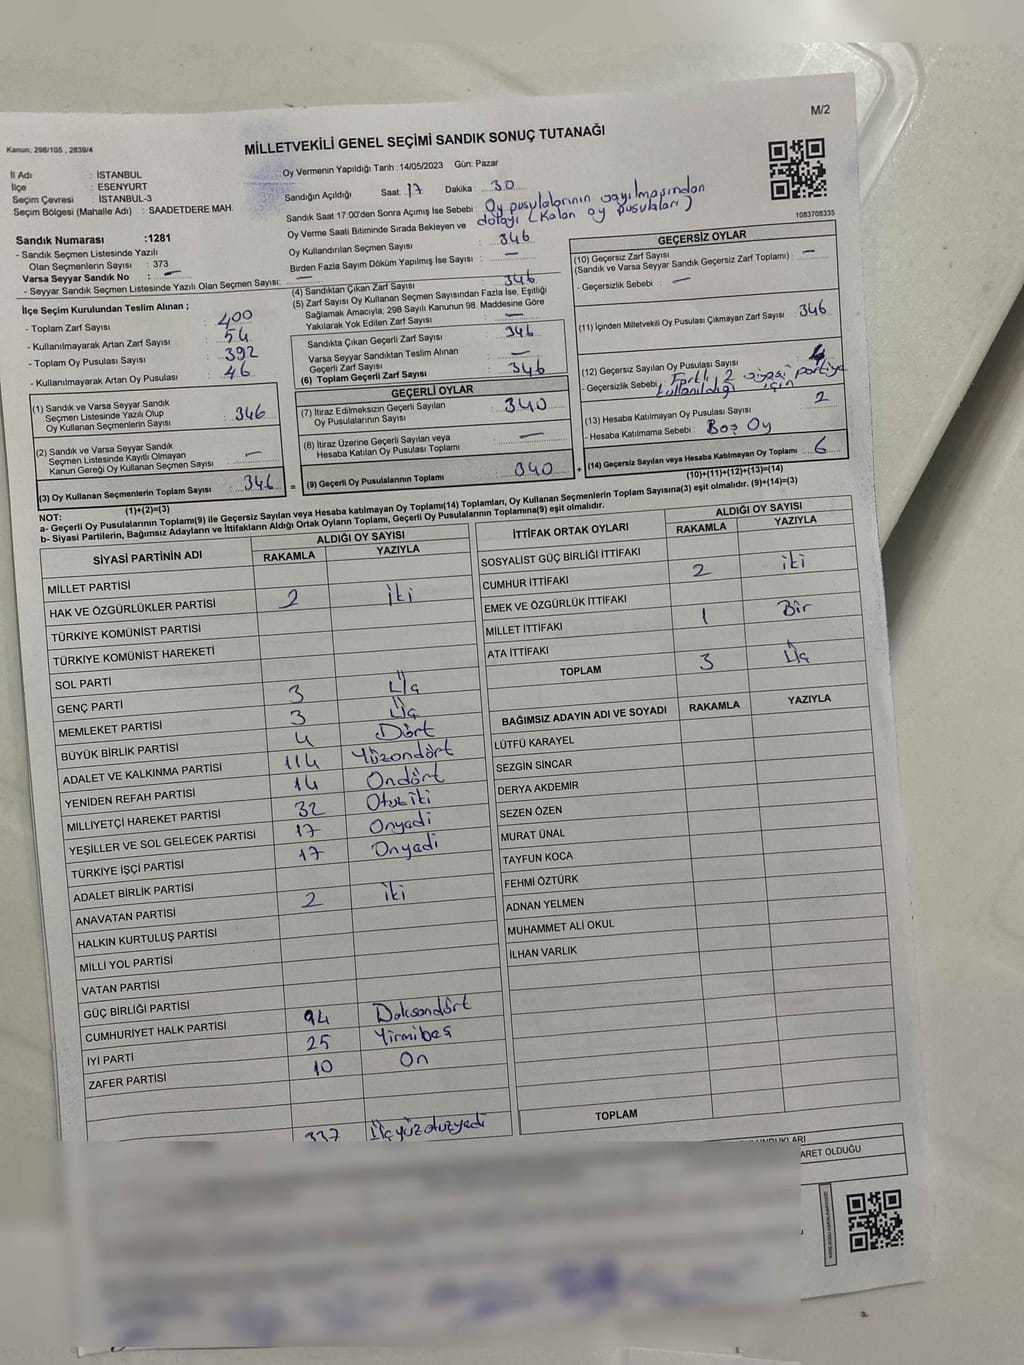 M/2
Kanun: 298/105 , 2839/4
MİLLETVEKİLİ GENEL SEÇİMİ SANDIK SONUÇ TUTANAĞI
İl Adı : İSTANBUL
İlçe : ESENYURT
Seçim Çevresi : İSTANBUL-3
Seçim Bölgesi (Mahalle Adı) : SAADETDERE MAH.
Sandık Numarası :1281
- Sandık Seçmen Listesinde Yazılı
Olan Seçmenlerin Sayısı : 373
Varsa Seyyar Sandık No : —
- Seyyar Sandık Seçmen Listesinde Yazılı Olan Seçmen Sayısı: —
Oy Vermenin Yapıldığı Tarih :14/05/2023 Gün: Pazar
Sandığın Açıldığı Saat: 17 Dakika : 30
Sandık Saat 17:00'den Sonra Açımış İse Sebebi : Oy pusulalarının sayılmasından
dolayı (Kalan oy pusulaları)
Oy Verme Saati Bitiminde Sırada Bekleyen ve
Oy Kullandırılan Seçmen Sayısı : 346
Birden Fazla Sayım Döküm Yapılmış İse Sayısı : —
1083708335
İlçe Seçim Kurulundan Teslim Alınan ;
- Toplam Zarf Sayısı : 400
- Kullanılmayarak Artan Zarf Sayısı : 54
- Toplam Oy Pusulası Sayısı : 392
- Kullanılmayarak Artan Oy Pusulası : 46
(1) Sandık ve Varsa Seyyar Sandık
Seçmen Listesinde Yazılı Olup
Oy Kullanan Seçmenlerin Sayısı : 346
(2) Sandık ve Varsa Seyyar Sandık
Seçmen Listesinde Kayıtlı Olmayan
Kanun Gereği Oy Kullanan Seçmen Sayısı : —
(3) Oy Kullanan Seçmenlerin Toplam Sayısı : 346
(1)+(2)=(3)
(4) Sandıktan Çıkan Zarf Sayısı : 346
(5) Zarf Sayısı Oy Kullanan Seçmen Sayısından Fazla İse, Eşitliği
Sağlamak Amacıyla, 298 Sayılı Kanunun 98. Maddesine Göre
Yakılarak Yok Edilen Zarf Sayısı : —
Sandıkta Çıkan Geçerli Zarf Sayısı : 346
Varsa Seyyar Sandıktan Teslim Alınan
Geçerli Zarf Sayısı : —
(6) Toplam Geçerli Zarf Sayısı : 346
GEÇERLİ OYLAR
(7) İtiraz Edilmeksizin Geçerli Sayılan
Oy Pusulalarının Sayısı : 340
(8) İtiraz Üzerine Geçerli Sayılan veya
Hesaba Katılan Oy Pusulası Toplamı : —
(9) Geçerli Oy Pusulalarının Toplamı : 340
GEÇERSİZ OYLAR
(10) Geçersiz Zarf Sayısı
(Sandık ve Varsa Seyyar Sandık Geçersiz Zarf Toplamı) : —
- Geçersizlik Sebebi : —
(11) İçinden Milletvekili Oy Pusulası Çıkmayan Zarf Sayısı : 346
(12) Geçersiz Sayılan Oy Pusulası Sayısı : 4
- Geçersizlik Sebebi : Farklı 2 siyasi partiye
kullanıldığı için
(13) Hesaba Katılmayan Oy Pusulası Sayısı : 2
- Hesaba Katılmama Sebebi : Boş Oy
(14) Geçersiz Sayılan veya Hesaba Katılmayan Oy Toplamı : 6
(10)+(11)+(12)+(13)=(14)
NOT:
a- Geçerli Oy Pusulalarının Toplamı(9) ile Geçersiz Sayılan veya Hesaba katılmayan Oy Toplamı(14) Toplamları, Oy Kullanan Seçmenlerin Toplam Sayısına(3) eşit olmalıdır. (9)+(14)=(3)
b- Siyasi Partilerin, Bağımsız Adayların ve İttifakların Aldığı Ortak Oyların Toplamı, Geçerli Oy Pusulalarının Toplamına(9) eşit olmalıdır.
SİYASİ PARTİNİN ADI ALDIĞI OY SAYISI
RAKAMLA YAZIYLA
MİLLET PARTİSİ
HAK VE ÖZGÜRLÜKLER PARTİSİ 2 iki
TÜRKİYE KOMÜNİST PARTİSİ
TÜRKİYE KOMÜNİST HAREKETİ
SOL PARTİ
GENÇ PARTİ 3 Üç
MEMLEKET PARTİSİ 3 Üç
BÜYÜK BİRLİK PARTİSİ 4 Dört
ADALET VE KALKINMA PARTİSİ 114 Yüzondört
YENİDEN REFAH PARTİSİ 14 Ondört
MİLLİYETÇİ HAREKET PARTİSİ 32 Otuziki
YEŞİLLER VE SOL GELECEK PARTİSİ 17 Onyadi
TÜRKİYE İŞÇİ PARTİSİ 17 Onyadi
ADALET BİRLİK PARTİSİ
ANAVATAN PARTİSİ 2 iki
HALKIN KURTULUŞ PARTİSİ
MİLLİ YOL PARTİSİ
VATAN PARTİSİ
GÜÇ BİRLİĞİ PARTİSİ
CUMHURİYET HALK PARTİSİ 94 Doksandört
İYİ PARTİ 25 Yirmibeş
ZAFER PARTİSİ 10 On
337 Üçyüzotuzyadi
İTTİFAK ORTAK OYLARI ALDIĞI OY SAYISI
RAKAMLA YAZIYLA
SOSYALİST GÜÇ BİRLİĞİ İTTİFAKI
CUMHUR İTTİFAKI 2 iki
EMEK VE ÖZGÜRLÜK İTTİFAKI
MİLLET İTTİFAKI 1 Bir
ATA İTTİFAKI
TOPLAM 3 Üç
BAĞIMSIZ ADAYIN ADI VE SOYADI RAKAMLA YAZIYLA
LÜTFÜ KARAYEL
SEZGİN SİNCAR
DERYA AKDEMİR
SEZEN ÖZEN
MURAT ÜNAL
TAYFUN KOCA
FEHMİ ÖZTÜRK
ADNAN YELMEN
MUHAMMET ALİ OKUL
İLHAN VARLIK
TOPLAM
ARET OLDUĞU